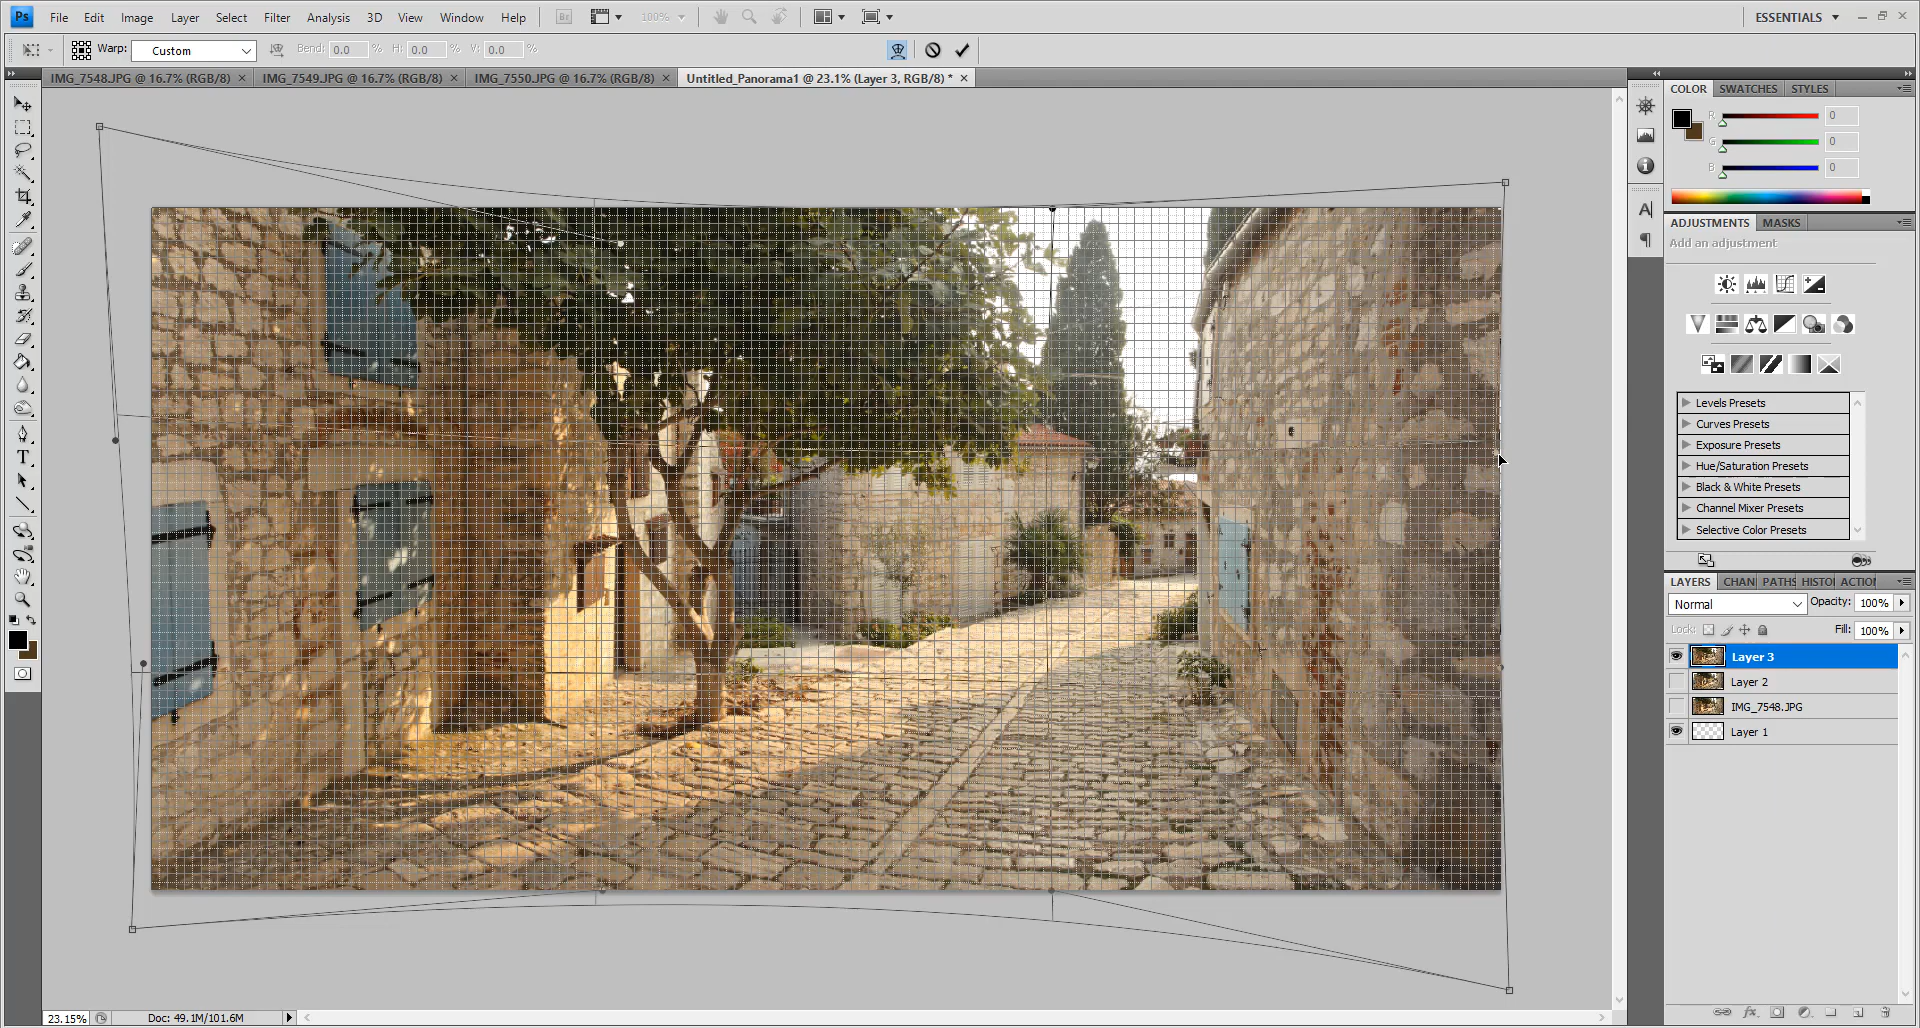 Ps File Edit Image Layer Select Filter Analysis 3D View Window Help Br 100% ESSENTIALS
Warp: Custom Bend: 0.0 % H: 0.0 % V: 0.0 %
IMG_7548.JPG @ 16.7% (RGB/8) × IMG_7549.JPG @ 16.7% (RGB/8) × IMG_7550.JPG @ 16.7% (RGB/8) × Untitled_Panorama1 @ 23.1% (Layer 3, RGB/8) * ×
COLOR SWATCHES STYLES
R 0
G 0
B 0
A
ADJUSTMENTS MASKS
Add an adjustment
Levels Presets
Curves Presets
Exposure Presets
Hue/Saturation Presets
Black & White Presets
Channel Mixer Presets
Selective Color Presets
T
LAYERS CHAN PATHS HISTO ACTION
Normal Opacity: 100%
Lock: Fill: 100%
Layer 3
Layer 2
IMG_7548.JPG
Layer 1
fx
23.15% Doc: 49.1M/101.6M